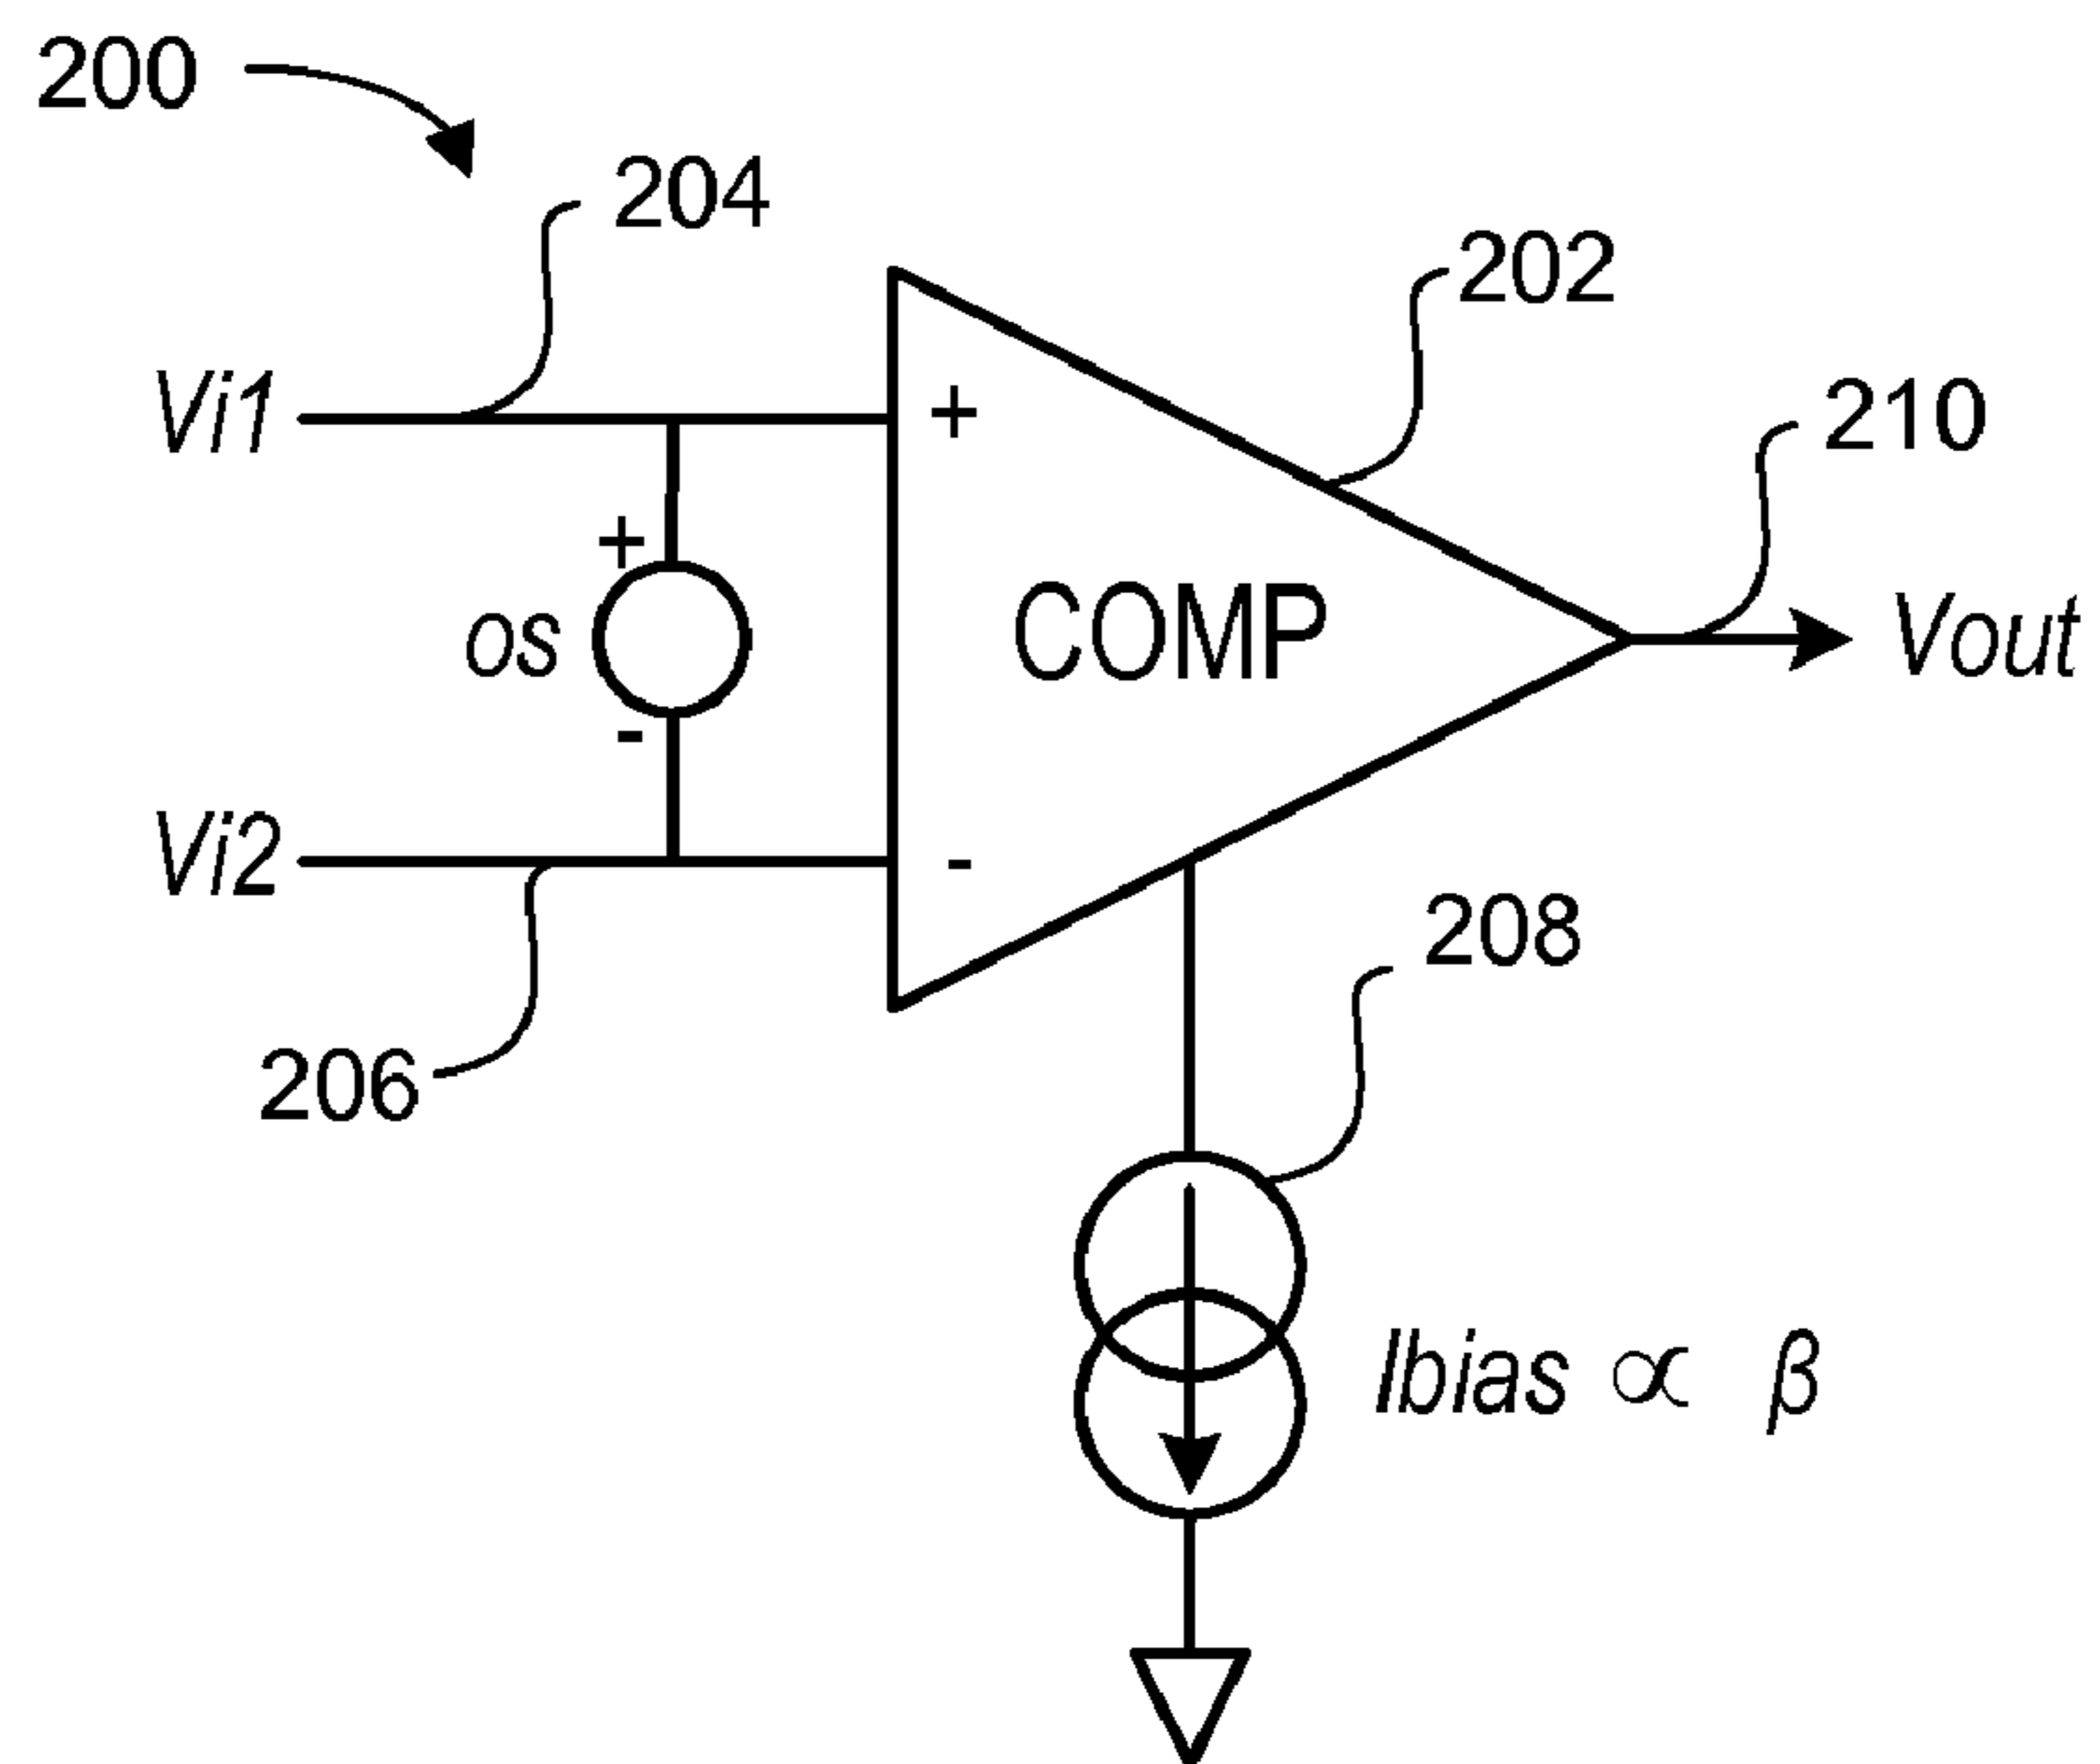 200
204
202
Vi1
+
210
+
os
COMP
Vout
-
Vi2
-
208
206
Ibias ∝ β